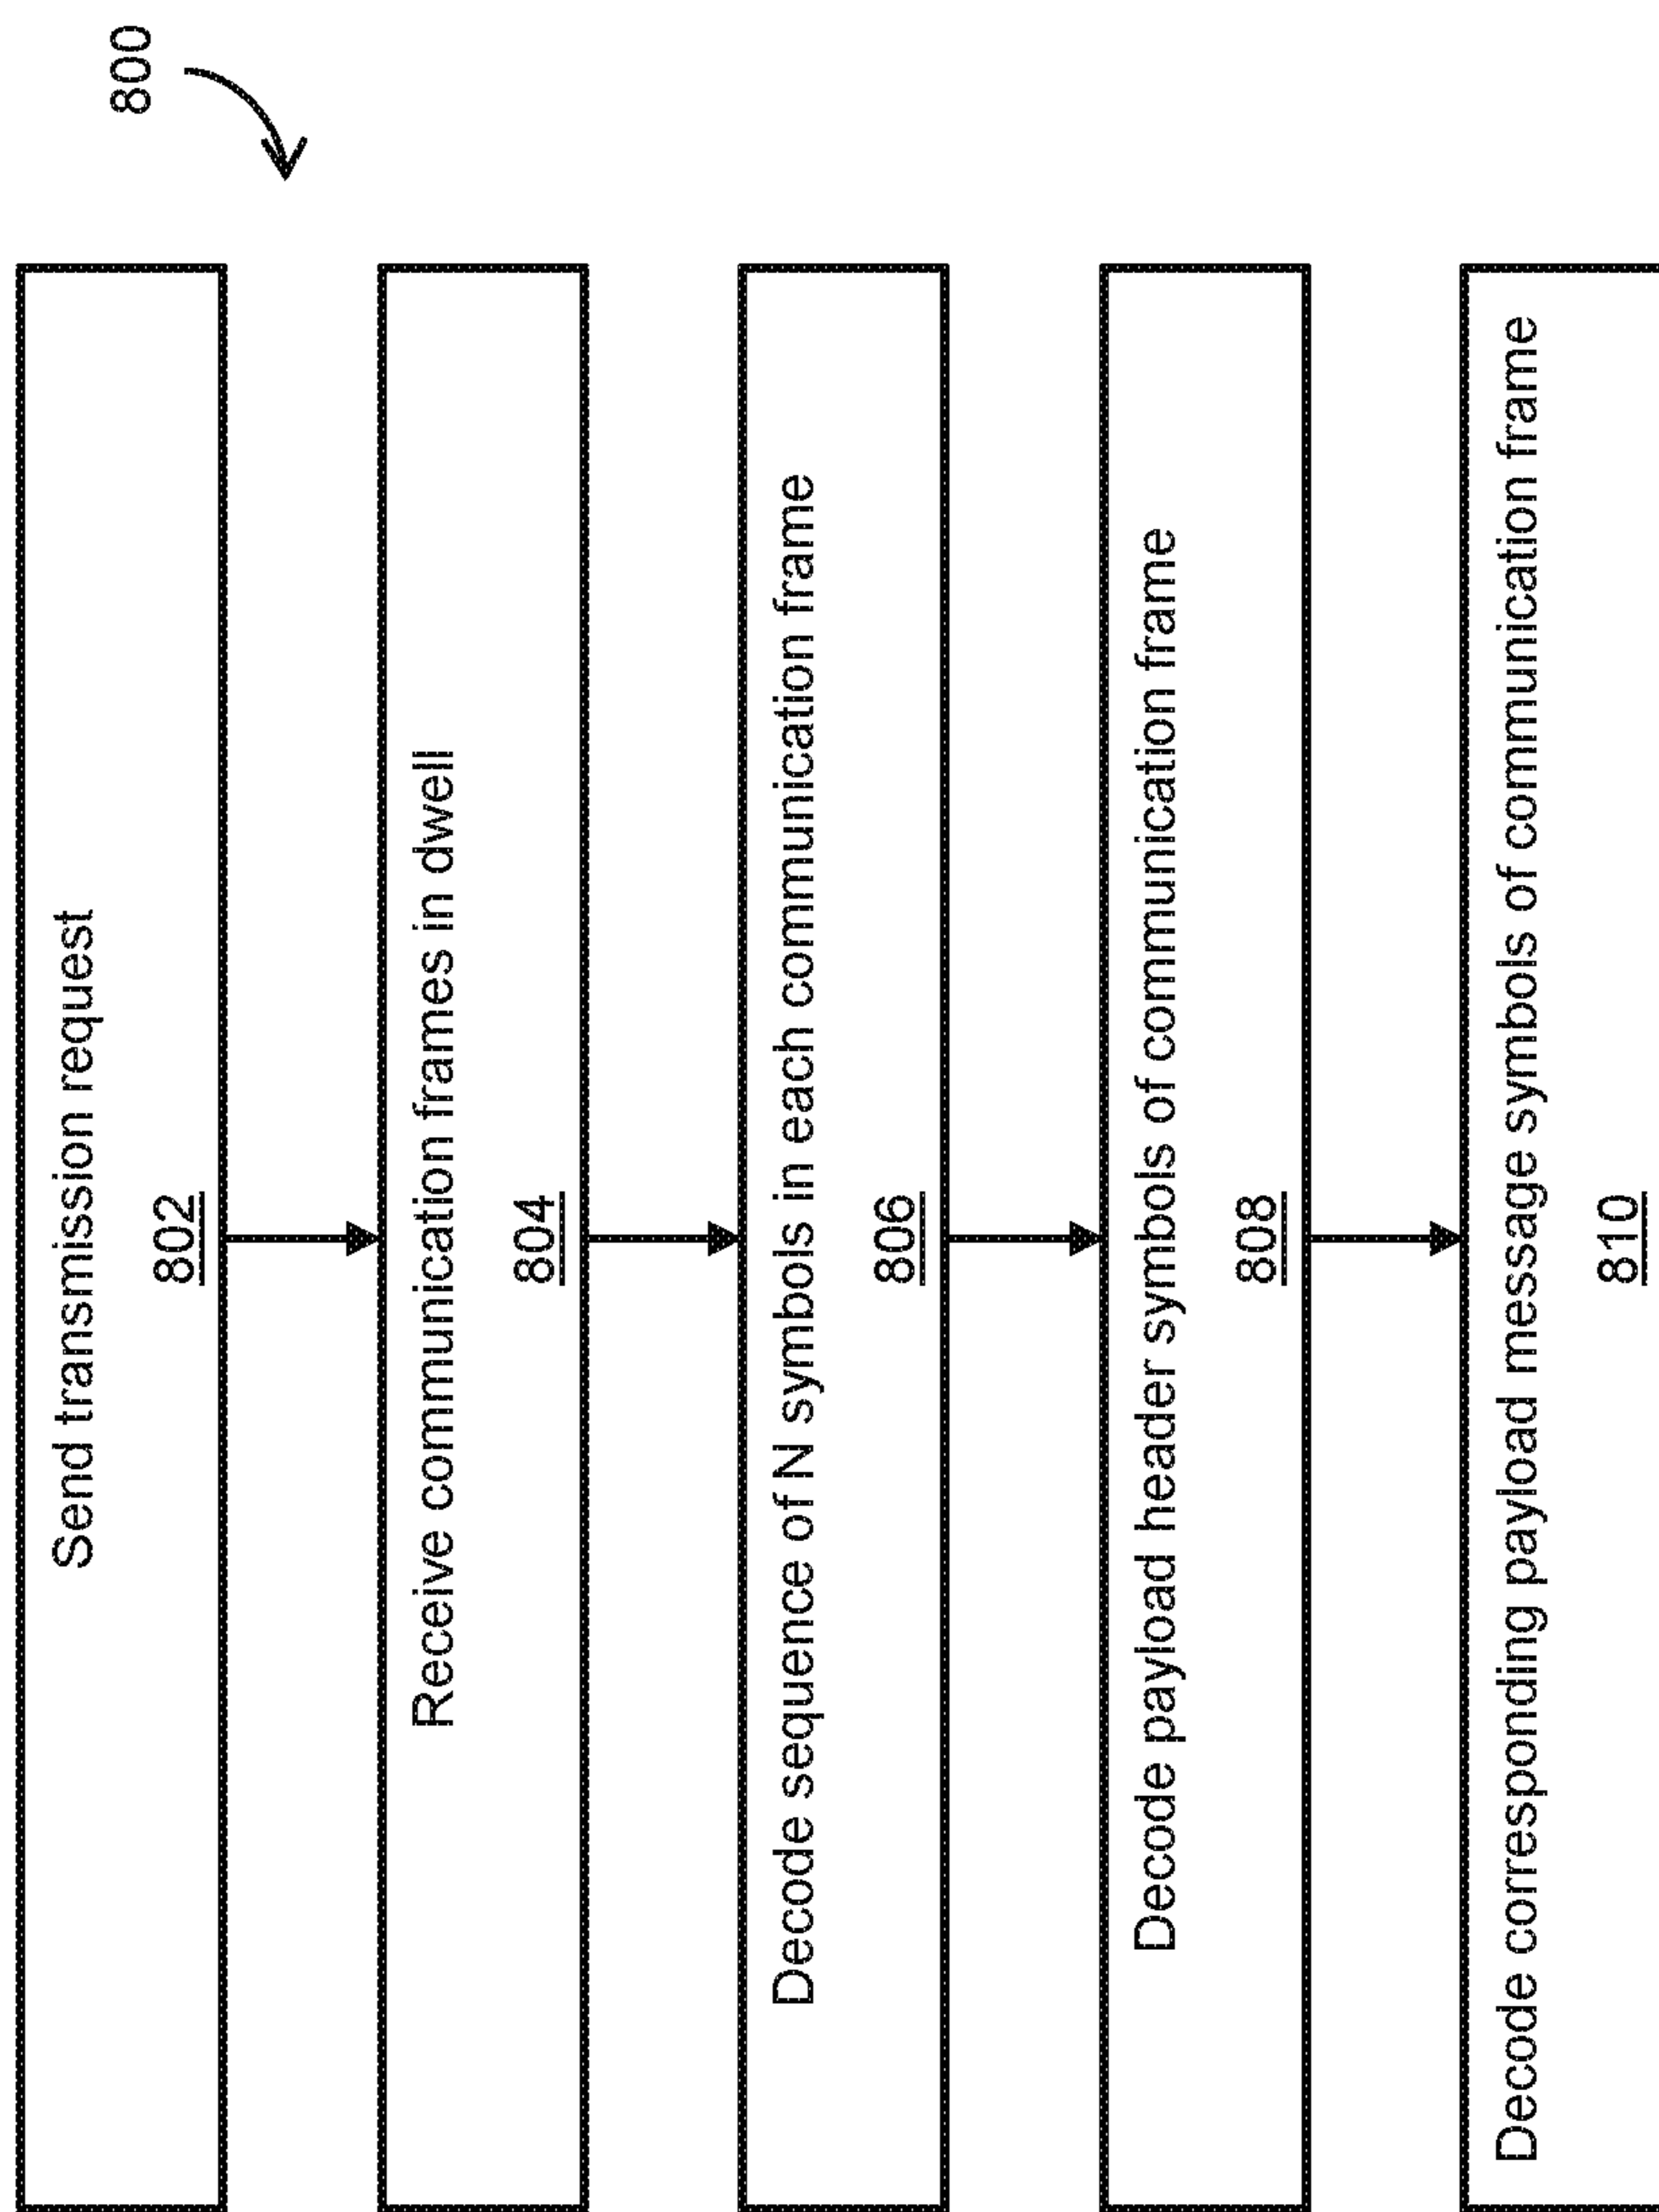 800
Send transmission request
802
Receive communication frames in dwell
804
Decode sequence of N symbols in each communication frame
806
Decode payload header symbols of communication frame
808
Decode corresponding payload message symbols of communication frame
810